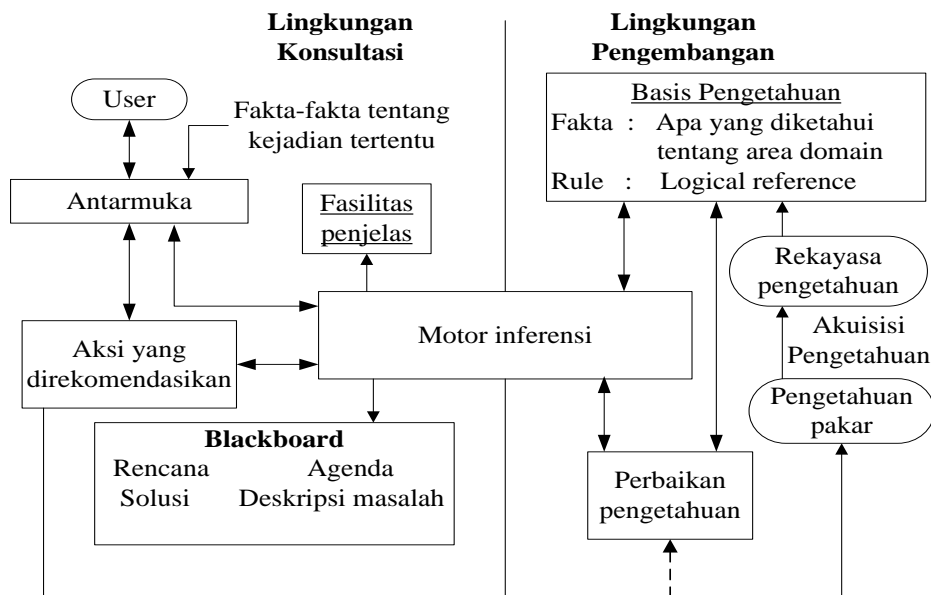 Lingkungan
Konsultasi
Lingkungan
Pengembangan
User
Fakta-fakta tentang
kejadian tertentu
Basis Pengetahuan
Fakta : Apa yang diketahui
tentang area domain
Rule : Logical reference
Antarmuka
Fasilitas
penjelas
Rekayasa
pengetahuan
Motor inferensi
Akuisisi
Pengetahuan
Aksi yang
direkomendasikan
Pengetahuan
pakar
Blackboard
Rencana Agenda
Solusi Deskripsi masalah
Perbaikan
pengetahuan